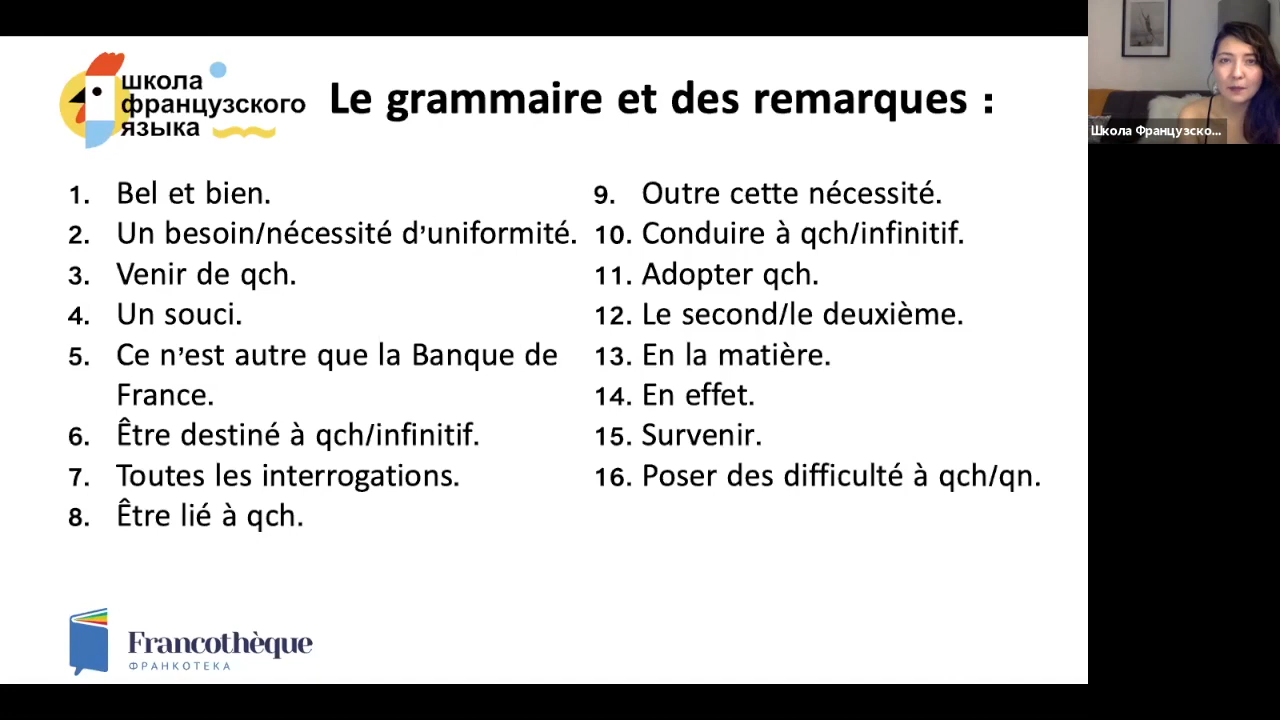 школа
французского
языка
Le grammaire et des remarques :
1. Bel et bien.
2. Un besoin/nécessité d’uniformité.
3. Venir de qch.
4. Un souci.
5. Ce n’est autre que la Banque de
France.
6. Être destiné à qch/infinitif.
7. Toutes les interrogations.
8. Être lié à qch.
9. Outre cette nécessité.
10. Conduire à qch/infinitif.
11. Adopter qch.
12. Le second/le deuxième.
13. En la matière.
14. En effet.
15. Survenir.
16. Poser des difficulté à qch/qn.
Francothèque
ФРАНКОТЕКА
Школа Французско...